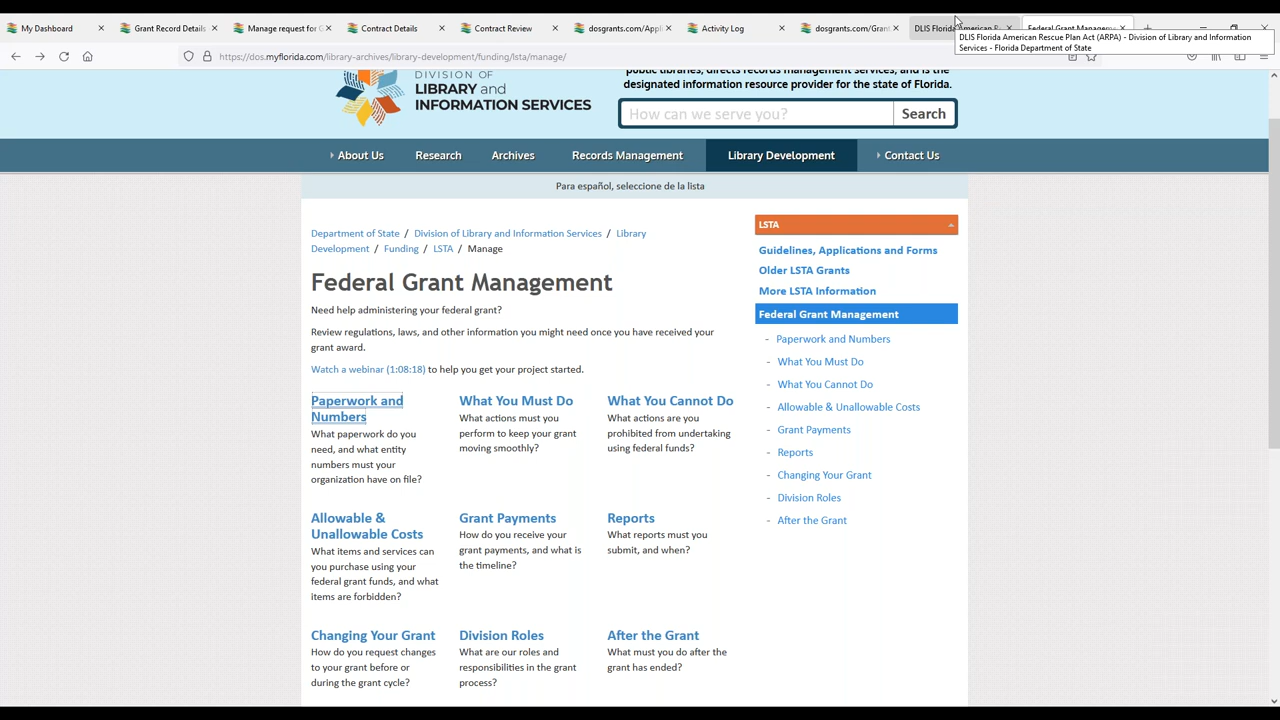 My Dashboard
Grant Record Details
Manage request for G
Contract Details
Contract Review
dosgrants.com/Appli
Activity Log
dosgrants.com/Grant
DLIS Florida American R
Federal Grant Managem
DLIS Florida American Rescue Plan Act (ARPA) - Division of Library and Information
Services - Florida Department of State
https://dos.myflorida.com/library-archives/library-development/funding/lsta/manage/
DIVISION OF
LIBRARY and
INFORMATION SERVICES
public libraries, directs records management services, and is the
designated information resource provider for the state of Florida.
How can we serve you?
Search
About Us
Research
Archives
Records Management
Library Development
Contact Us
Para español, seleccione de la lista
Department of State / Division of Library and Information Services / Library
Development / Funding / LSTA / Manage
Federal Grant Management
Need help administering your federal grant?
Review regulations, laws, and other information you might need once you have received your
grant award.
Watch a webinar (1:08:18) to help you get your project started.
Paperwork and
Numbers
What paperwork do you
need, and what entity
numbers must your
organization have on file?
What You Must Do
What actions must you
perform to keep your grant
moving smoothly?
What You Cannot Do
What actions are you
prohibited from undertaking
using federal funds?
Allowable &
Unallowable Costs
What items and services can
you purchase using your
federal grant funds, and what
items are forbidden?
Grant Payments
How do you receive your
grant payments, and what is
the timeline?
Reports
What reports must you
submit, and when?
Changing Your Grant
How do you request changes
to your grant before or
during the grant cycle?
Division Roles
What are our roles and
responsibilities in the grant
process?
After the Grant
What must you do after the
grant has ended?
LSTA
Guidelines, Applications and Forms
Older LSTA Grants
More LSTA Information
Federal Grant Management
- Paperwork and Numbers
- What You Must Do
- What You Cannot Do
- Allowable & Unallowable Costs
- Grant Payments
- Reports
- Changing Your Grant
- Division Roles
- After the Grant